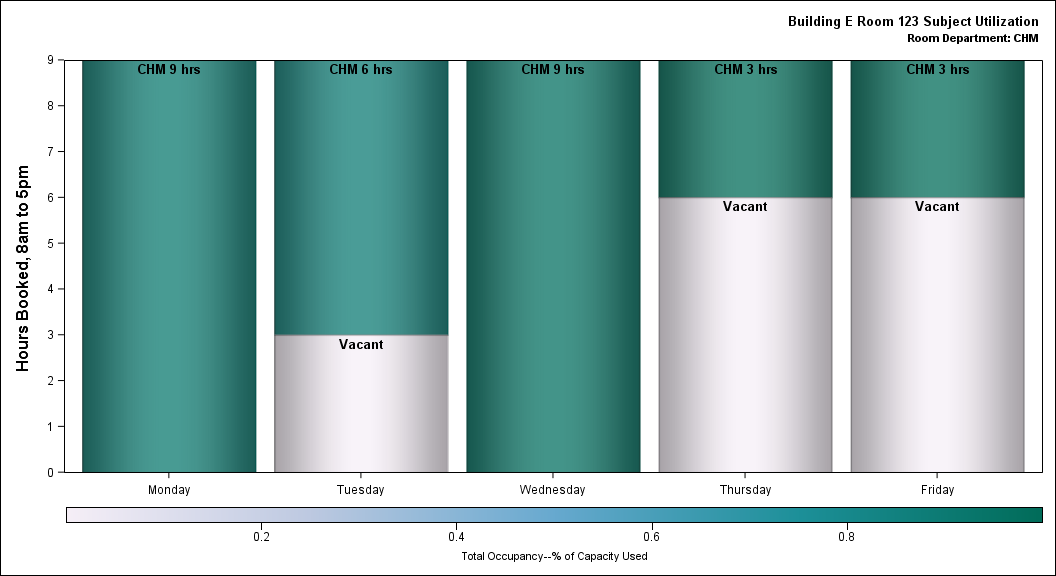 Building E Room 123 Subject Utilization
Room Department: CHM
Hours Booked, 8am to 5pm
9
8
7
6
5
4
3
2
1
0
CHM 9 hrs
CHM 6 hrs
CHM 9 hrs
CHM 3 hrs
CHM 3 hrs
Vacant
Vacant
Vacant
Monday
Tuesday
Wednesday
Thursday
Friday
0.2
0.4
0.6
0.8
Total Occupancy--% of Capacity Used